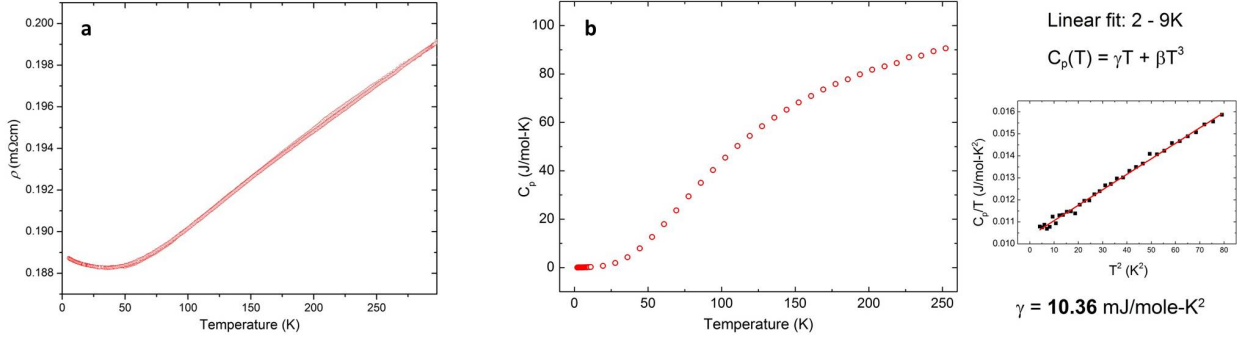 a
0.200
0.198
0.196
0.194
0.192
0.190
0.188
ρ (mΩcm)
0 50 100 150 200 250
Temperature (K)
b
100
80
60
40
20
0
C_p (J/mol-K)
0 50 100 150 200 250
Temperature (K)
Linear fit: 2 - 9K
C_p(T) = γT + βT³
0.016
0.015
0.014
0.013
0.012
0.011
0.010
C_p/T (J/mol-K²)
0 10 20 30 40 50 60 70 80
T² (K²)
γ = 10.36 mJ/mole-K²